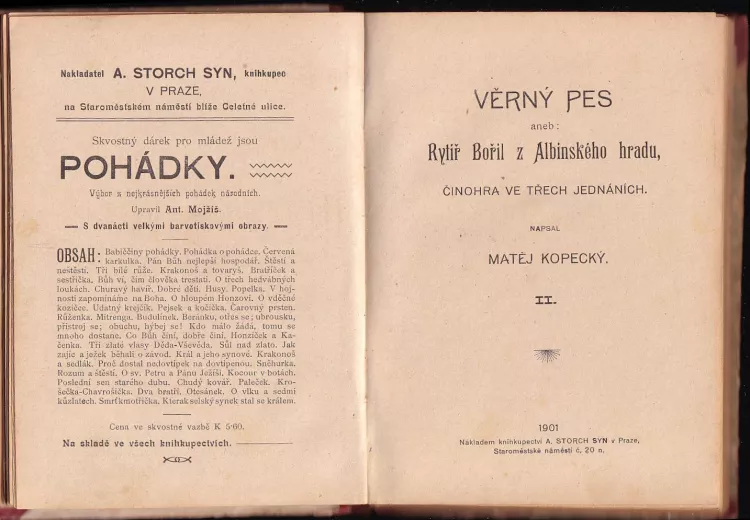 Nakladatel A. STORCH SYN, knihkupec
V PRAZE,
na Staroměstském náměstí blíže Celetné ulice.
Skvostný dárek pro mládež jsou
POHÁDKY.
Výbor z nejkrásnějších pohádek národních.
Upravil Ant. Mojžíš.
S dvanácti velkými barvotiskovými obrazy.
OBSAH: Babiččiny pohádky. Pohádka o pohádce. Červená
karkulka. Pán Bůh nejlepší hospodář. Štěstí a
neštěstí. Tři bílé růže. Krakonoš a tovaryš. Bratříček a
sestřička. Bůh ví, čím člověka trestati. O třech hedvábných
loukách. Churavý havíř. Dobré děti. Husy. Popelka. V hoj-
nosti zapomínáme na Boha. O hloupém Honzovi. O vděčné
kozičce. Udatný krejčík. Pejsek a kočička. Čarovný prsten.
Růženka. Mitrenga. Budulínek. Beránku, otřes se; ubrousku,
přistroj se; obuchu, hýbej se! Kdo málo žádá, tomu se
mnoho dostane. Co Bůh činí, dobře činí. Honzíček a Ka-
čenka. Tři zlaté vlasy Děda-Vševěda. Sůl nad zlato. Jak
zajíc a ježek běhali o závod. Král a jeho synové. Krakonoš
a sedlák. Proč dostal nedovtipek na dovtipenou. Sněhurka.
Rozum a štěstí. O sv. Petru a Pánu Ježíši. Kocour v botách.
Poslední sen starého dubu. Chudý kovář. Paleček. Kro-
šečka-Chavrošička. Dva bratři. Otesánek. O vlku a sedmi
kůzlatech. Smrt kmotřička. Kterak selský synek stal se králem.
Cena ve skvostné vazbě K 5·60.
Na skladě ve všech knihkupectvích.
VĚRNÝ PES
aneb:
Rytíř Bořil z Albinského hradu,
ČINOHRA VE TŘECH JEDNÁNÍCH.
NAPSAL
MATĚJ KOPECKÝ.
II.
1901
Nákladem knihkupectví A. STORCH SYN v Praze,
Staroměstské náměstí č. 20 n.